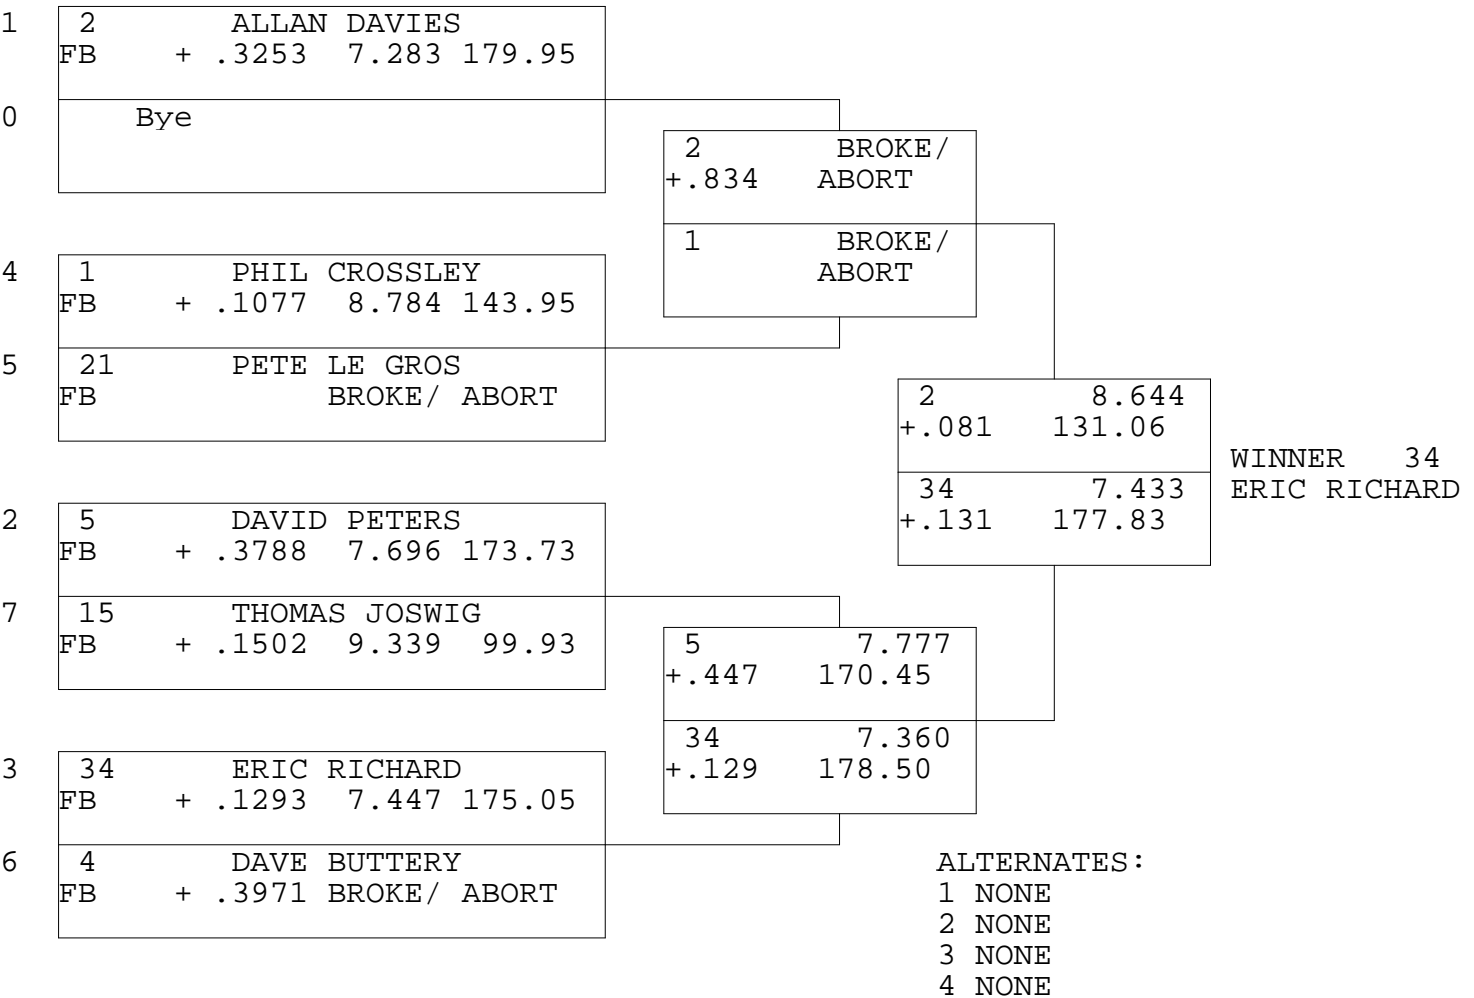 1 2 ALLAN DAVIES
FB + .3253 7.283 179.95
0 Bye
4 1 PHIL CROSSLEY
FB + .1077 8.784 143.95
5 21 PETE LE GROS
FB BROKE/ ABORT
2 5 DAVID PETERS
FB + .3788 7.696 173.73
7 15 THOMAS JOSWIG
FB + .1502 9.339 99.93
3 34 ERIC RICHARD
FB + .1293 7.447 175.05
6 4 DAVE BUTTERY
FB + .3971 BROKE/ ABORT
2 BROKE/
+.834 ABORT
1 BROKE/
ABORT
5 7.777
+.447 170.45
34 7.360
+.129 178.50
2 8.644
+.081 131.06
34 7.433
+.131 177.83
WINNER 34
ERIC RICHARD
ALTERNATES:
1 NONE
2 NONE
3 NONE
4 NONE